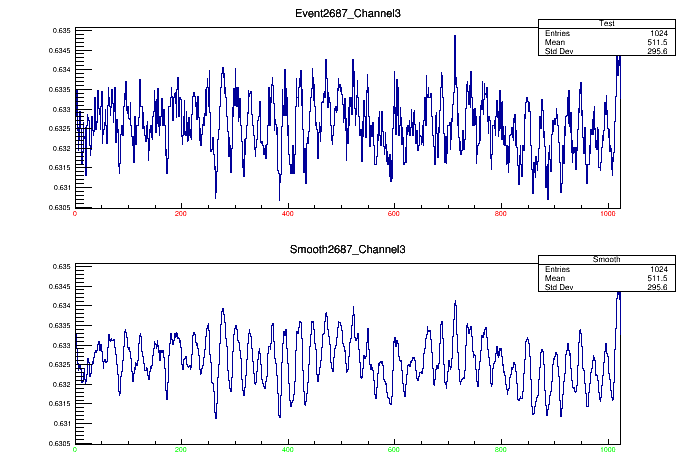 Event2687_Channel3
Test
Entries 1024
Mean 511.5
Std Dev 295.6
0.635
0.6345
0.634
0.6335
0.633
0.6325
0.632
0.6315
0.631
0.6305
0 200 400 600 800 1000
Smooth2687_Channel3
Smooth
Entries 1024
Mean 511.5
Std Dev 295.6
0.635
0.6345
0.634
0.6335
0.633
0.6325
0.632
0.6315
0.631
0.6305
0 200 400 600 800 1000